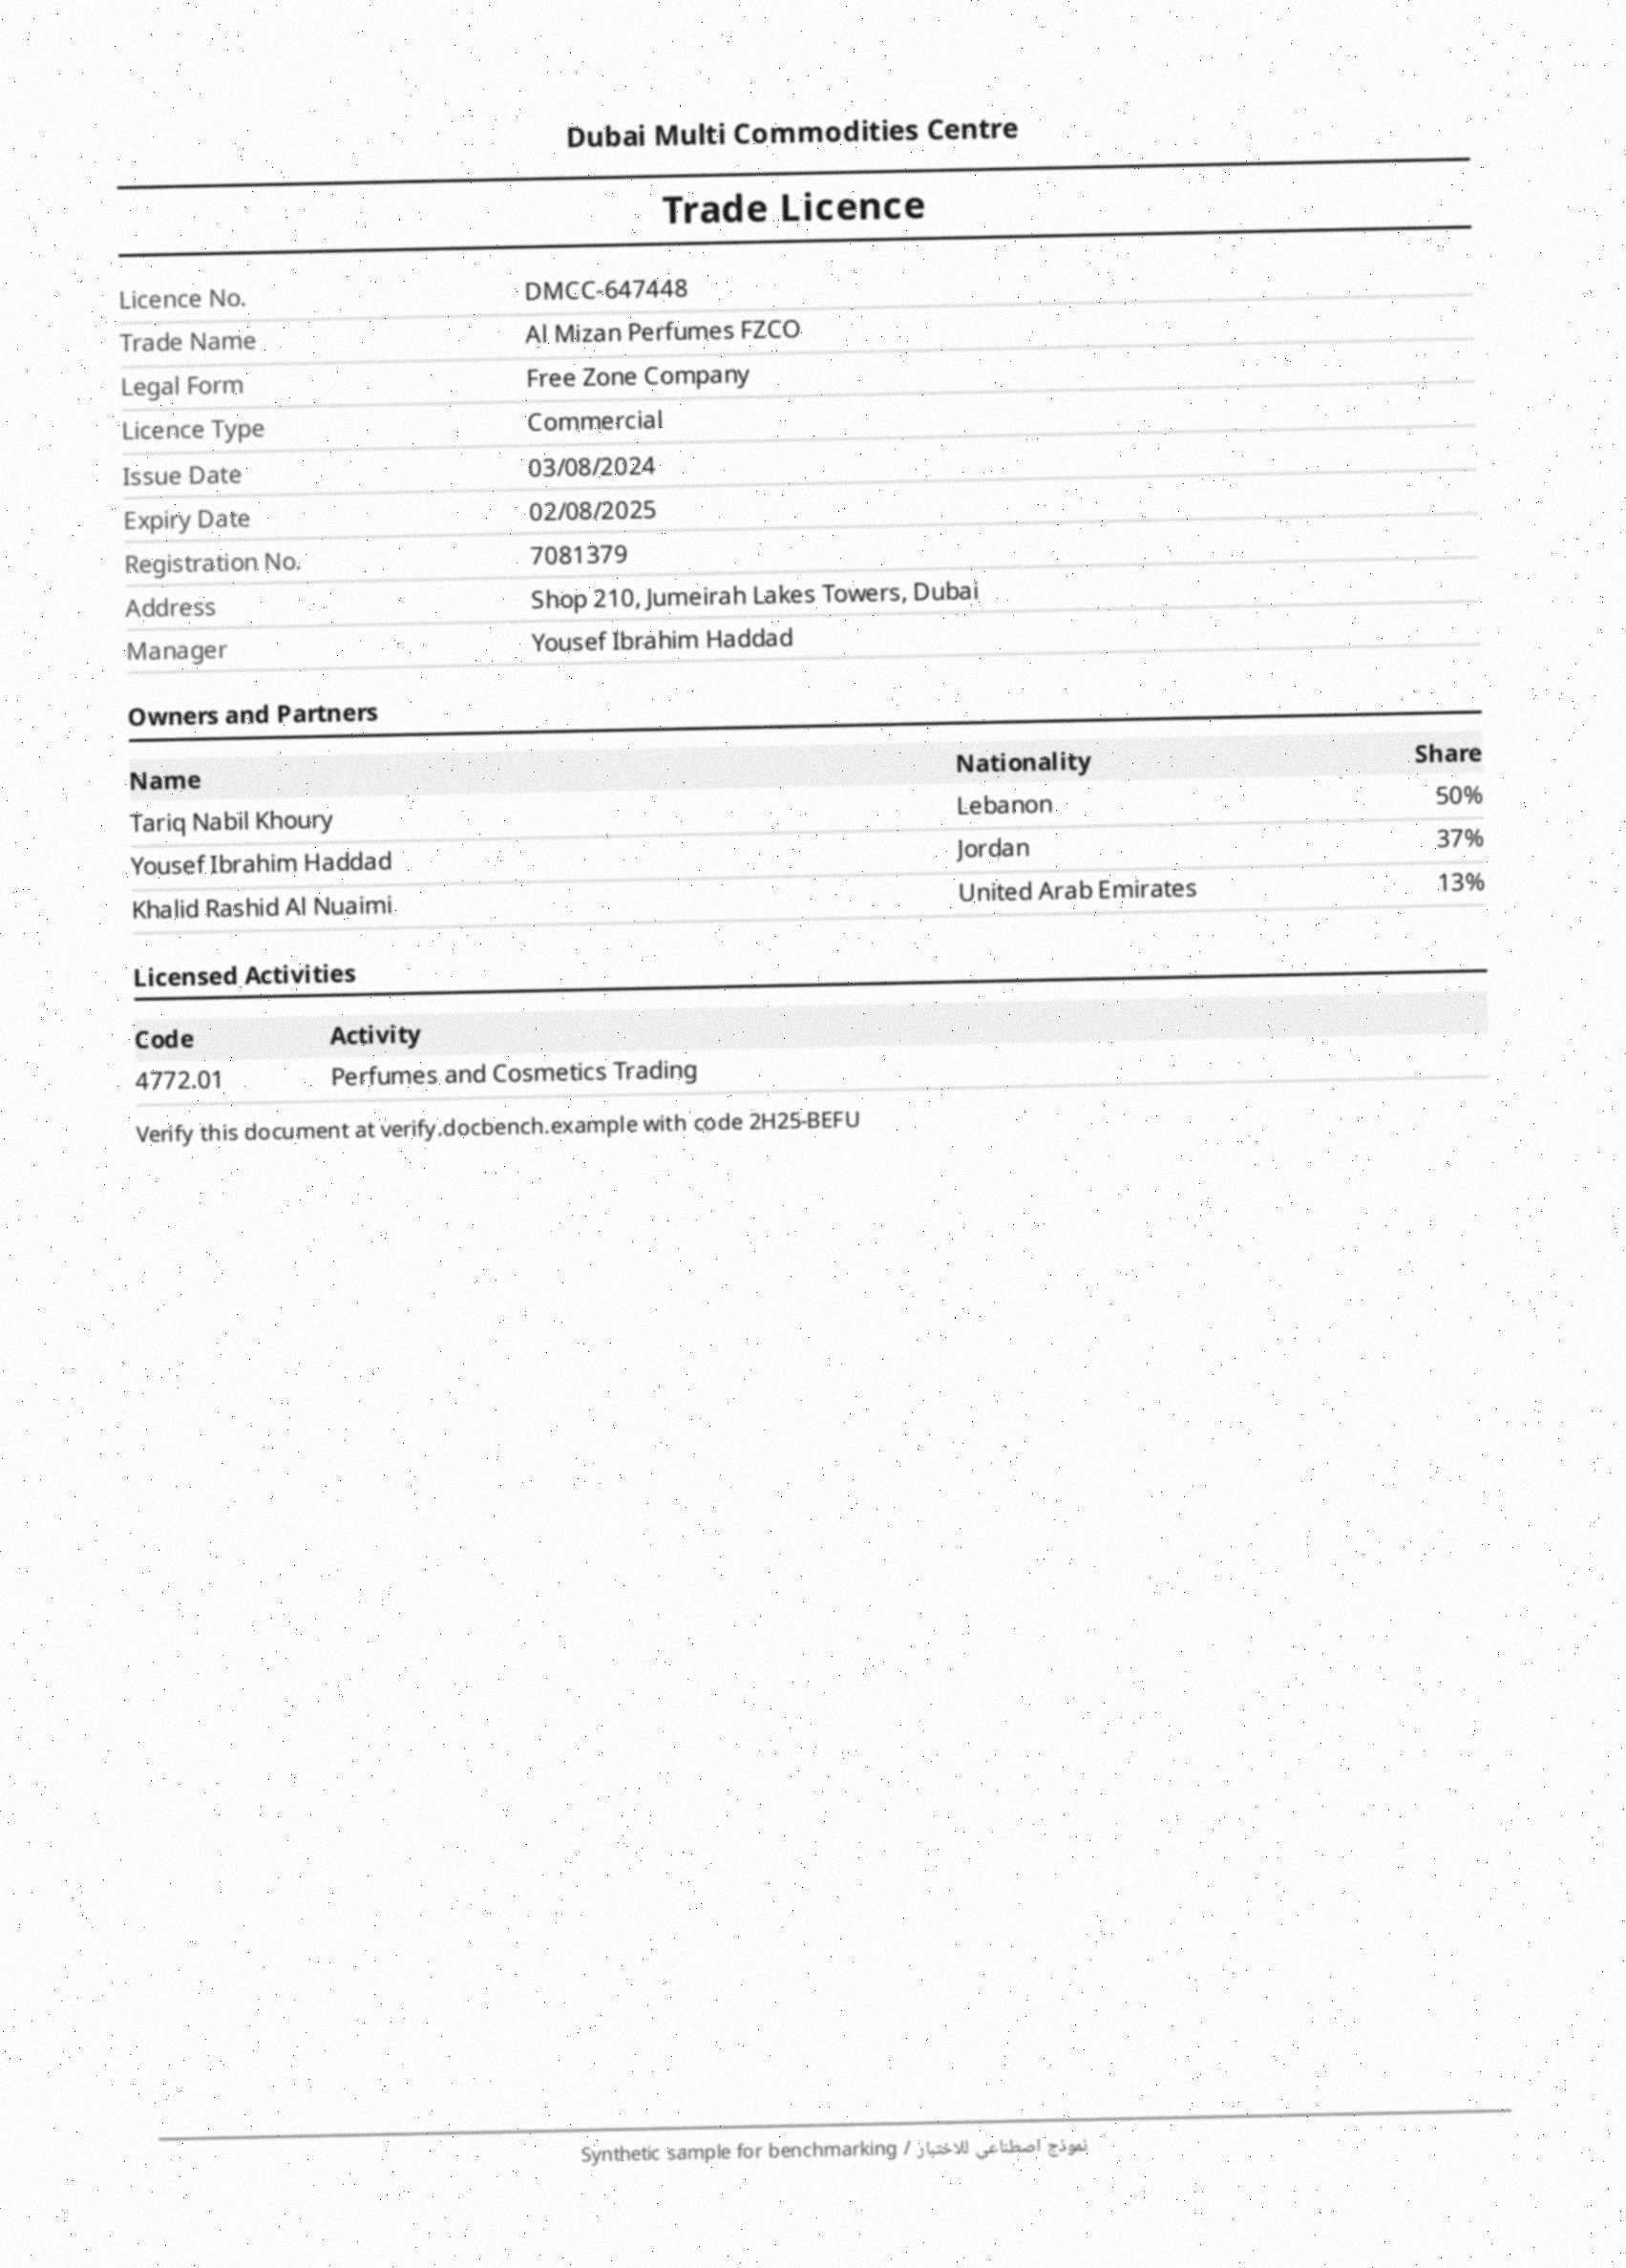 Dubai Multi Commodities Centre
Trade Licence
Licence No. DMCC-647448
Trade Name Al Mizan Perfumes FZCO
Legal Form Free Zone Company
Licence Type Commercial
Issue Date 03/08/2024
Expiry Date 02/08/2025
Registration No. 7081379
Address Shop 210, Jumeirah Lakes Towers, Dubai
Manager Yousef Ibrahim Haddad
Owners and Partners
Name Nationality Share
Tariq Nabil Khoury Lebanon 50%
Yousef Ibrahim Haddad Jordan 37%
Khalid Rashid Al Nuaimi United Arab Emirates 13%
Licensed Activities
Code Activity
4772.01 Perfumes and Cosmetics Trading
Verify this document at verify.docbench.example with code 2H25-BEFU
Synthetic sample for benchmarking / نموذج اصطناعي للاختبار